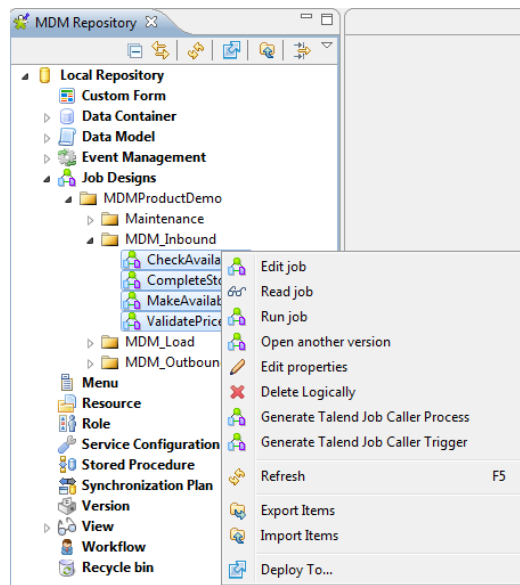 MDM Repository
Local Repository
Custom Form
Data Container
Data Model
Event Management
Job Designs
MDMProductDemo
Maintenance
MDM_Inbound
CheckAvaila
CompleteSto
MakeAvailab
ValidatePrice
MDM_Load
MDM_Outboun
Menu
Resource
Role
Service Configuration
Stored Procedure
Synchronization Plan
Version
View
Workflow
Recycle bin
Edit job
Read job
Run job
Open another version
Edit properties
Delete Logically
Generate Talend Job Caller Process
Generate Talend Job Caller Trigger
Refresh F5
Export Items
Import Items
Deploy To...